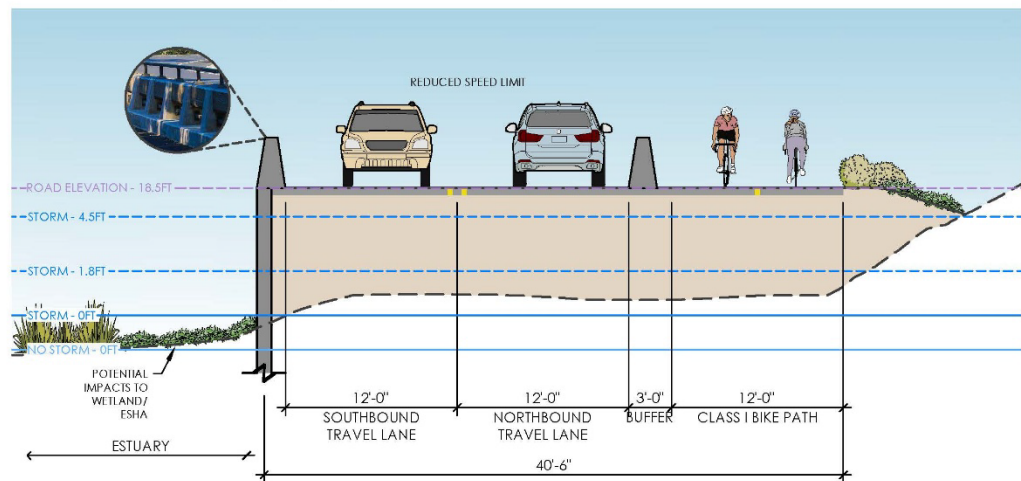 REDUCED SPEED LIMIT
ROAD ELEVATION - 18.5FT
STORM - 4.5FT
STORM - 1.8FT
STORM - 0FT
NO STORM - 0FT
POTENTIAL
IMPACTS TO
WETLAND/
ESHA
12'-0"
12'-0"
3'-0"
12'-0"
SOUTHBOUND
TRAVEL LANE
NORTHBOUND
TRAVEL LANE
BUFFER
CLASS I BIKE PATH
ESTUARY
40'-6"